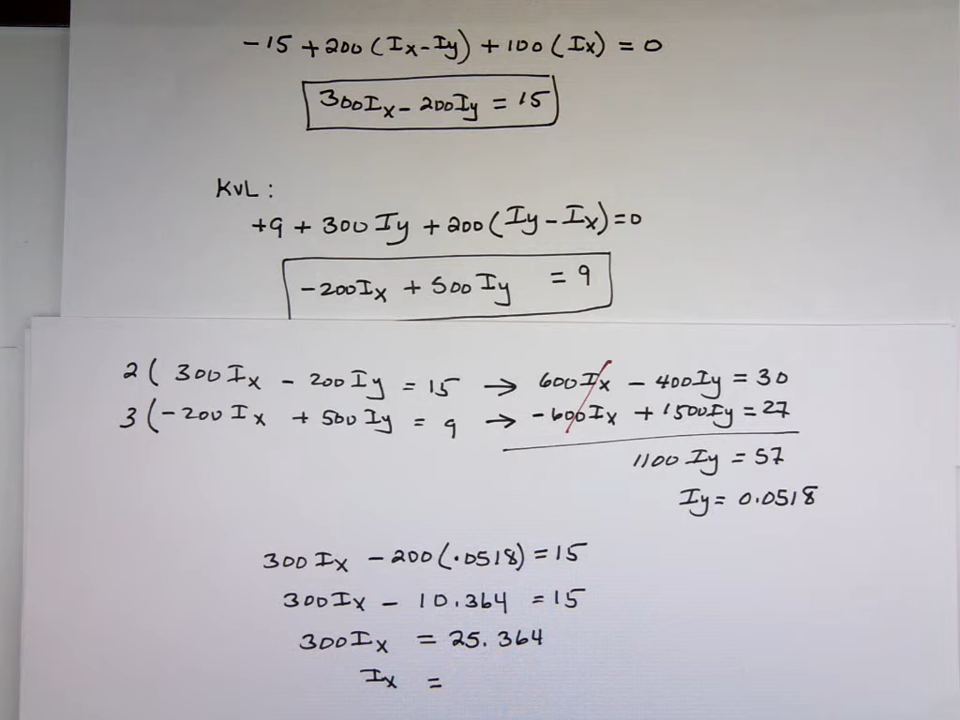 -15 + 200 (Ix - Iy) + 100 (Ix) = 0
300Ix - 200Iy = 15
KVL:
+9 + 300 Iy + 200 (Iy - Ix) = 0
-200Ix + 500 Iy = 9
2 ( 300 Ix - 200 Iy = 15 → 600Ix - 400Iy = 30
3 (-200 Ix + 500 Iy = 9 → -600Ix + 1500Iy = 27
1100 Iy = 57
Iy = 0.0518
300 Ix - 200 (.0518) = 15
300Ix - 10.364 = 15
300Ix = 25.364
Ix =